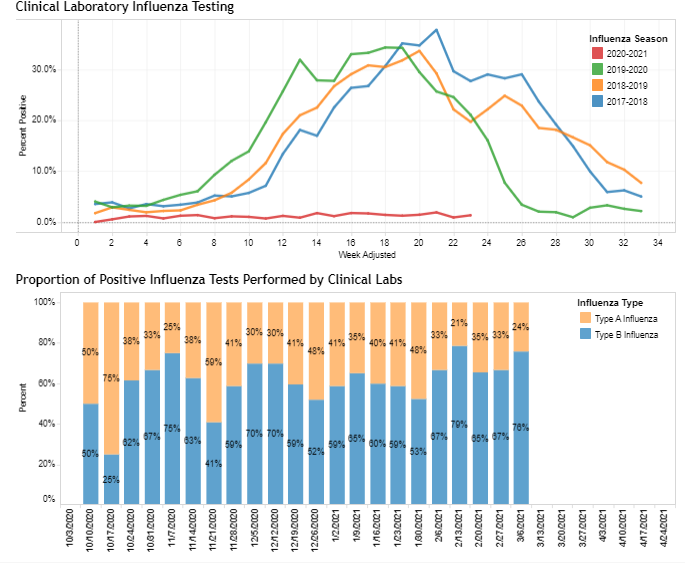 Clinical Laboratory Influenza Testing
Influenza Season
2020-2021
2019-2020
2018-2019
2017-2018
Percent Positive
30.0%
20.0%
10.0%
0.0%
0 2 4 6 8 10 12 14 16 18 20 22 24 26 28 30 32 34
Week Adjusted
Proportion of Positive Influenza Tests Performed by Clinical Labs
Influenza Type
Type A Influenza
Type B Influenza
Percent
100%
80%
60%
40%
20%
0%
50% 75% 38% 33% 25% 38% 59% 41% 30% 30% 41% 48% 41% 35% 40% 41% 48% 33% 21% 35% 33% 24%
50% 25% 62% 67% 75% 63% 41% 59% 70% 70% 59% 52% 59% 65% 60% 59% 53% 67% 79% 65% 67% 76%
10/3/2020 10/10/2020 10/17/2020 10/24/2020 10/01/2020 11/7/2020 11/14/2020 11/21/2020 11/28/2020 12/5/2020 12/12/2020 12/19/2020 12/26/2020 1/2/2021 1/9/2021 1/16/2021 1/23/2021 1/30/2021 2/6/2021 2/13/2021 2/20/2021 2/27/2021 3/6/2021 3/13/2021 3/20/2021 3/27/2021 4/3/2021 4/10/2021 4/17/2021 4/24/2021